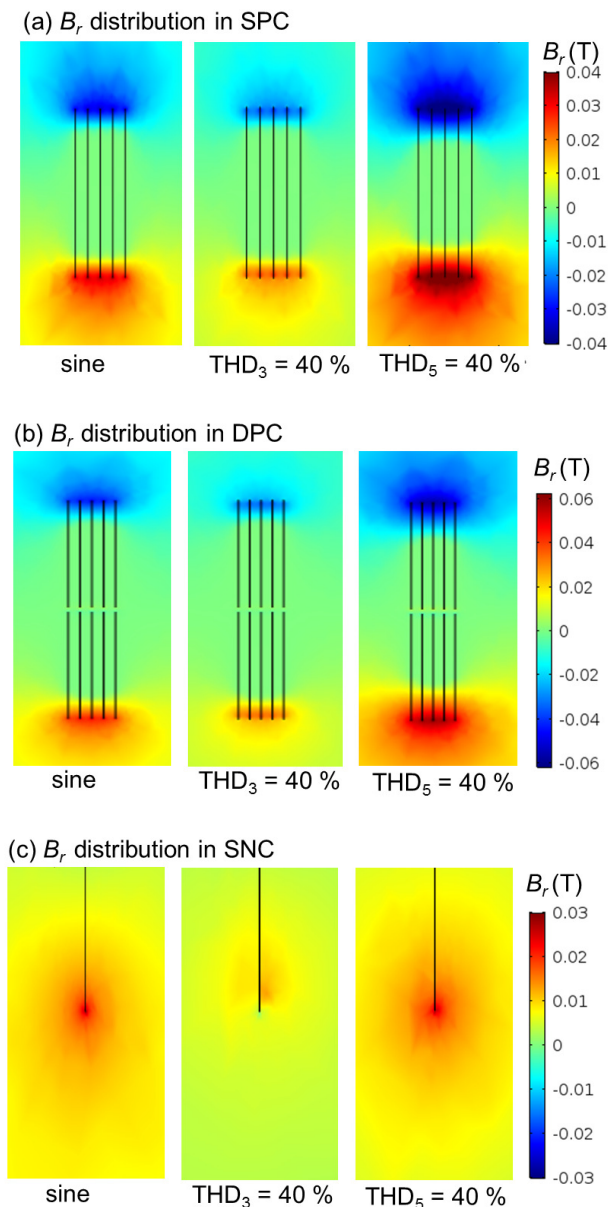 (a) Br distribution in SPC
Br (T)
0.04
0.03
0.02
0.01
0
-0.01
-0.02
-0.03
-0.04
sine
THD3 = 40 %
THD5 = 40 %
(b) Br distribution in DPC
Br (T)
0.06
0.04
0.02
0
-0.02
-0.04
-0.06
sine
THD3 = 40 %
THD5 = 40 %
(c) Br distribution in SNC
Br (T)
0.03
0.02
0.01
0
-0.01
-0.02
-0.03
sine
THD3 = 40 %
THD5 = 40 %